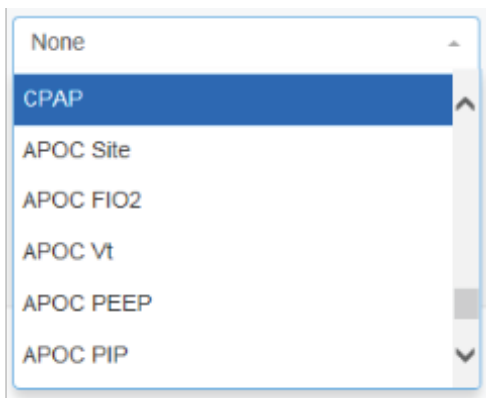 None
CPAP
APOC Site
APOC FIO2
APOC Vt
APOC PEEP
APOC PIP